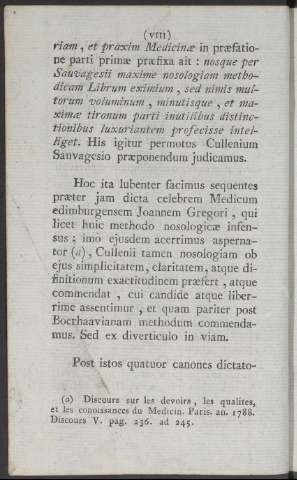 (VIII)
riam, et praxim Medicinæ in præfatio-
ne parti primæ præfixa ait : nosque per
Sauvagesii maxime nosologiam metho-
dicam Librum eximium, sed nimis mul-
torum voluminum, minutisque, et ma-
ximæ tironum parti inutilibus distinc-
tionibus luxuriantem profecisse intel-
liget. His igitur permotus Cullenium
Sauvagesio præponendum judicamus.
Hoc ita lubenter facimus sequentes
præter jam dicta celebrem Medicum
edimburgensem Joannem Gregori, qui
licet huic methodo nosologicæ infen-
sus ; imo ejusdem acerrimus asperna-
tor (a), Cullenii tamen nosologiam ob
ejus simplicitatem, claritatem, atque di-
finitionum exactitudinem præfert, atque
commendat, cui candide atque liber-
rime assentimur, et quam pariter post
Boerhaavianam methodum commenda-
mus. Sed ex diverticulo in viam.
Post istos quatuor canones dictato-
(a) Discours sur les devoirs, les qualites,
et les conoissances du Medecin. Paris. an. 1788.
Discours V. pag. 236. ad 245.